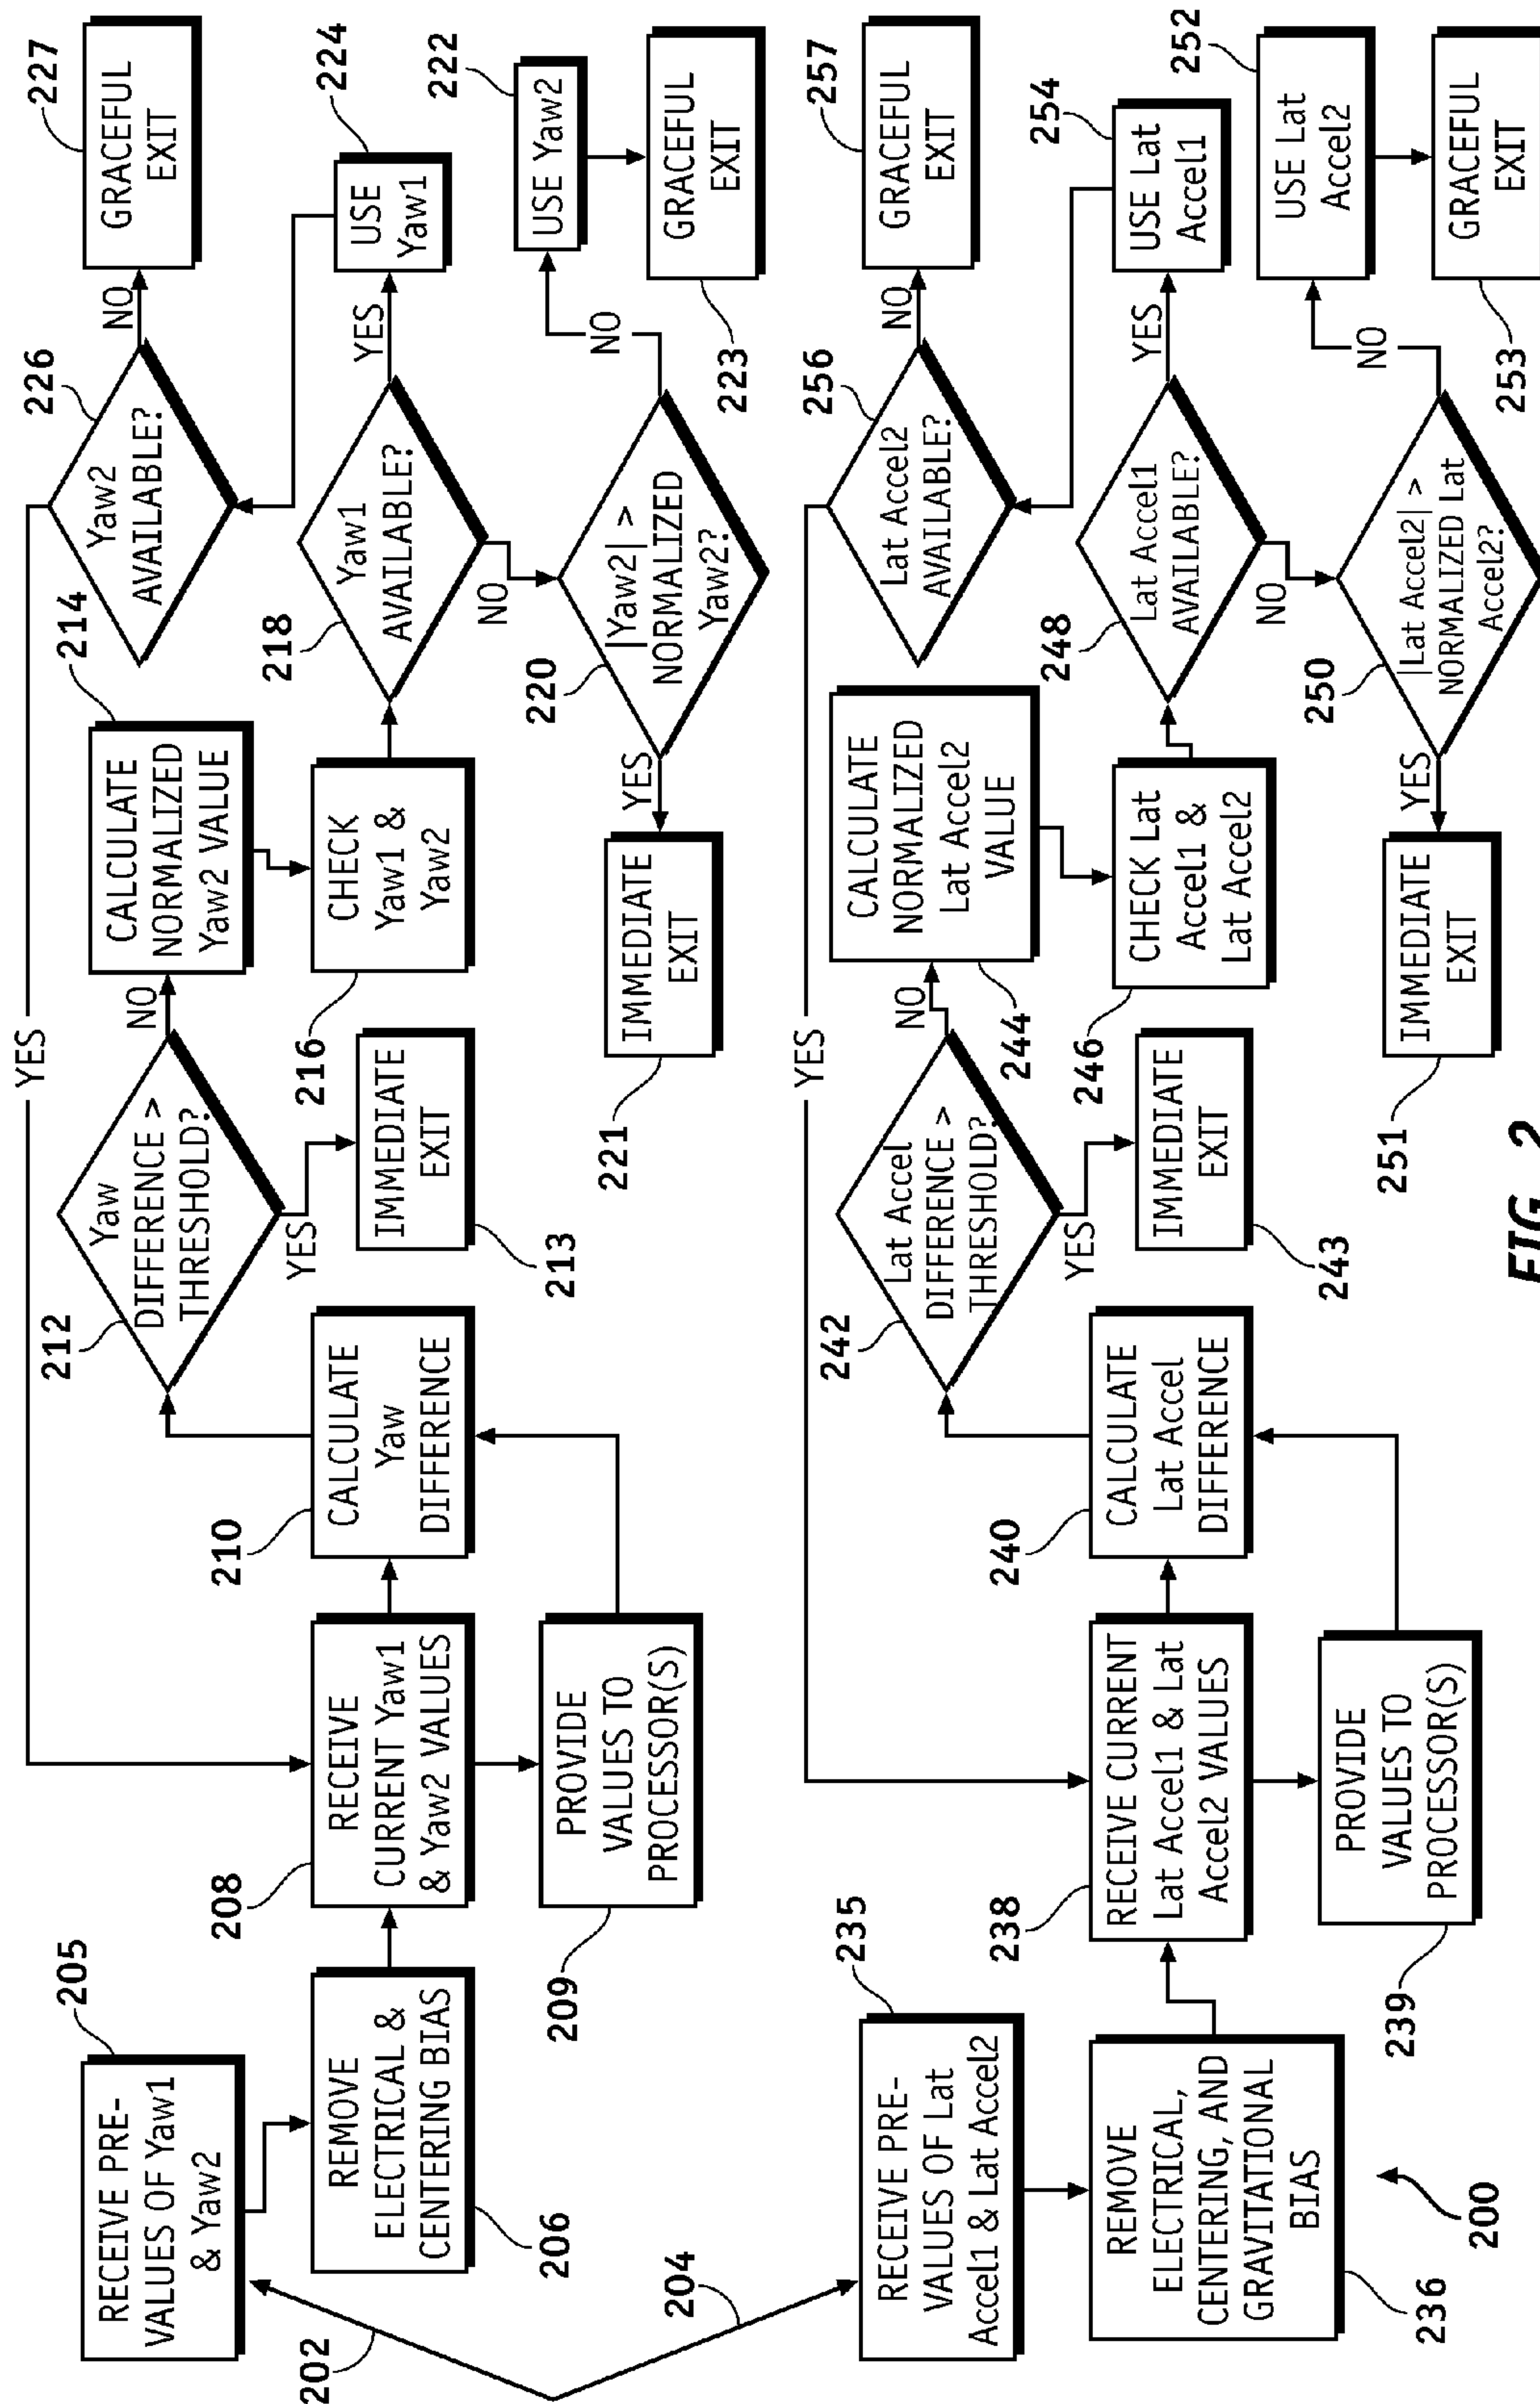 205
RECEIVE PRE-
VALUES OF Yaw1
& Yaw2
202
REMOVE
ELECTRICAL &
CENTERING BIAS
206
208
RECEIVE
CURRENT Yaw1
& Yaw2 VALUES
PROVIDE
VALUES TO
PROCESSOR(S)
209
210
CALCULATE
Yaw
DIFFERENCE
212
Yaw
DIFFERENCE >
THRESHOLD?
YES
IMMEDIATE
EXIT
213
NO
214
CALCULATE
NORMALIZED
Yaw2 VALUE
CHECK
Yaw1 &
Yaw2
216
218
Yaw1
AVAILABLE?
YES
USE
Yaw1
224
NO
220
|Yaw2| >
NORMALIZED
Yaw2?
YES
IMMEDIATE
EXIT
221
NO
USE Yaw2
222
GRACEFUL
EXIT
223
226
Yaw2
AVAILABLE?
YES
NO
GRACEFUL
EXIT
227
204
235
RECEIVE PRE-
VALUES OF Lat
Accel1 & Lat Accel2
REMOVE
ELECTRICAL,
CENTERING, AND
GRAVITATIONAL
BIAS
236
200
238
RECEIVE CURRENT
Lat Accel1 & Lat
Accel2 VALUES
PROVIDE
VALUES TO
PROCESSOR(S)
239
240
CALCULATE
Lat Accel
DIFFERENCE
242
Lat Accel
DIFFERENCE >
THRESHOLD?
YES
IMMEDIATE
EXIT
243
NO
CALCULATE
NORMALIZED
Lat Accel2
VALUE
244
CHECK Lat
Accel1 &
Lat Accel2
246
248
Lat Accel1
AVAILABLE?
YES
USE Lat
Accel1
254
NO
250
|Lat Accel2| >
NORMALIZED Lat
Accel2?
YES
IMMEDIATE
EXIT
251
NO
USE Lat
Accel2
252
GRACEFUL
EXIT
253
256
Lat Accel2
AVAILABLE?
YES
NO
GRACEFUL
EXIT
257
FIG. 2